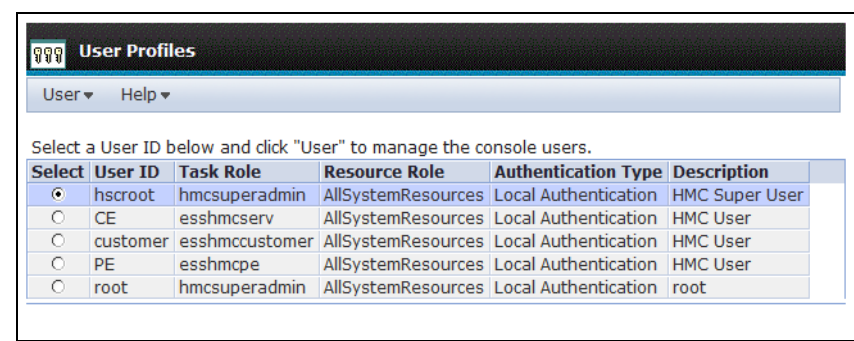 User Profiles
User Help
Select a User ID below and click "User" to manage the console users.
Select User ID Task Role Resource Role Authentication Type Description
hscroot hmcsuperadmin AllSystemResources Local Authentication HMC Super User
CE esshmcserv AllSystemResources Local Authentication HMC User
customer esshmccustomer AllSystemResources Local Authentication HMC User
PE esshmcpe AllSystemResources Local Authentication HMC User
root hmcsuperadmin AllSystemResources Local Authentication root